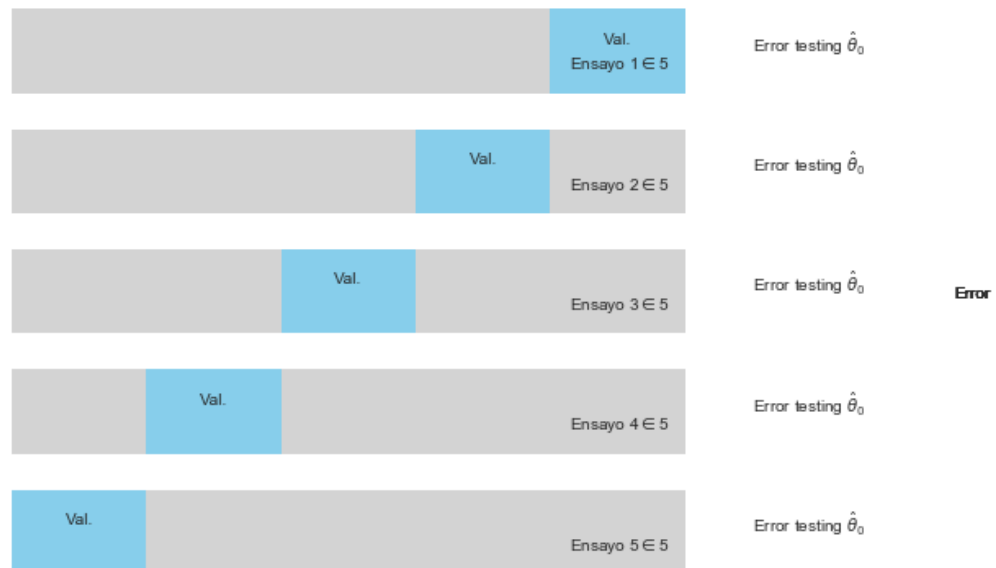 Val.
Ensayo 1 ∈ 5
Error testing θ̂₀
Val.
Ensayo 2 ∈ 5
Error testing θ̂₀
Val.
Ensayo 3 ∈ 5
Error testing θ̂₀
Error
Val.
Ensayo 4 ∈ 5
Error testing θ̂₀
Val.
Ensayo 5 ∈ 5
Error testing θ̂₀